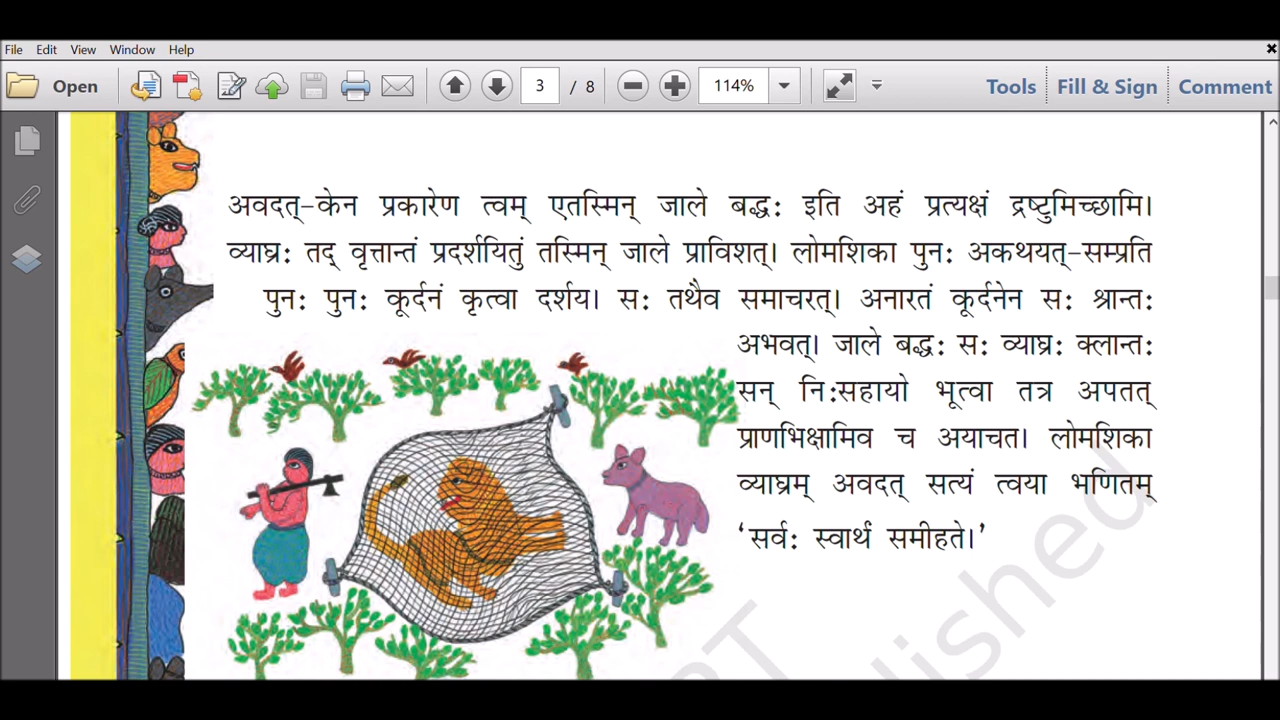 File Edit View Window Help
Open 3 / 8 114% Tools Fill & Sign Comment
अवदत्-केन प्रकारेण त्वम् एतस्मिन् जाले बद्धः इति अहं प्रत्यक्षं द्रष्टुमिच्छामि।
व्याघ्रः तद् वृत्तान्तं प्रदर्शयितुं तस्मिन् जाले प्राविशत्। लोमशिका पुनः अकथयत्-सम्प्रति
पुनः पुनः कूर्दनं कृत्वा दर्शय। सः तथैव समाचरत्। अनारतं कूर्दनेन सः श्रान्तः
अभवत्। जाले बद्धः सः व्याघ्रः क्लान्तः
सन् निःसहायो भूत्वा तत्र अपतत्
प्राणभिक्षामिव च अयाचत। लोमशिका
व्याघ्रम् अवदत् सत्यं त्वया भणितम्
‘सर्वः स्वार्थं समीहते।’